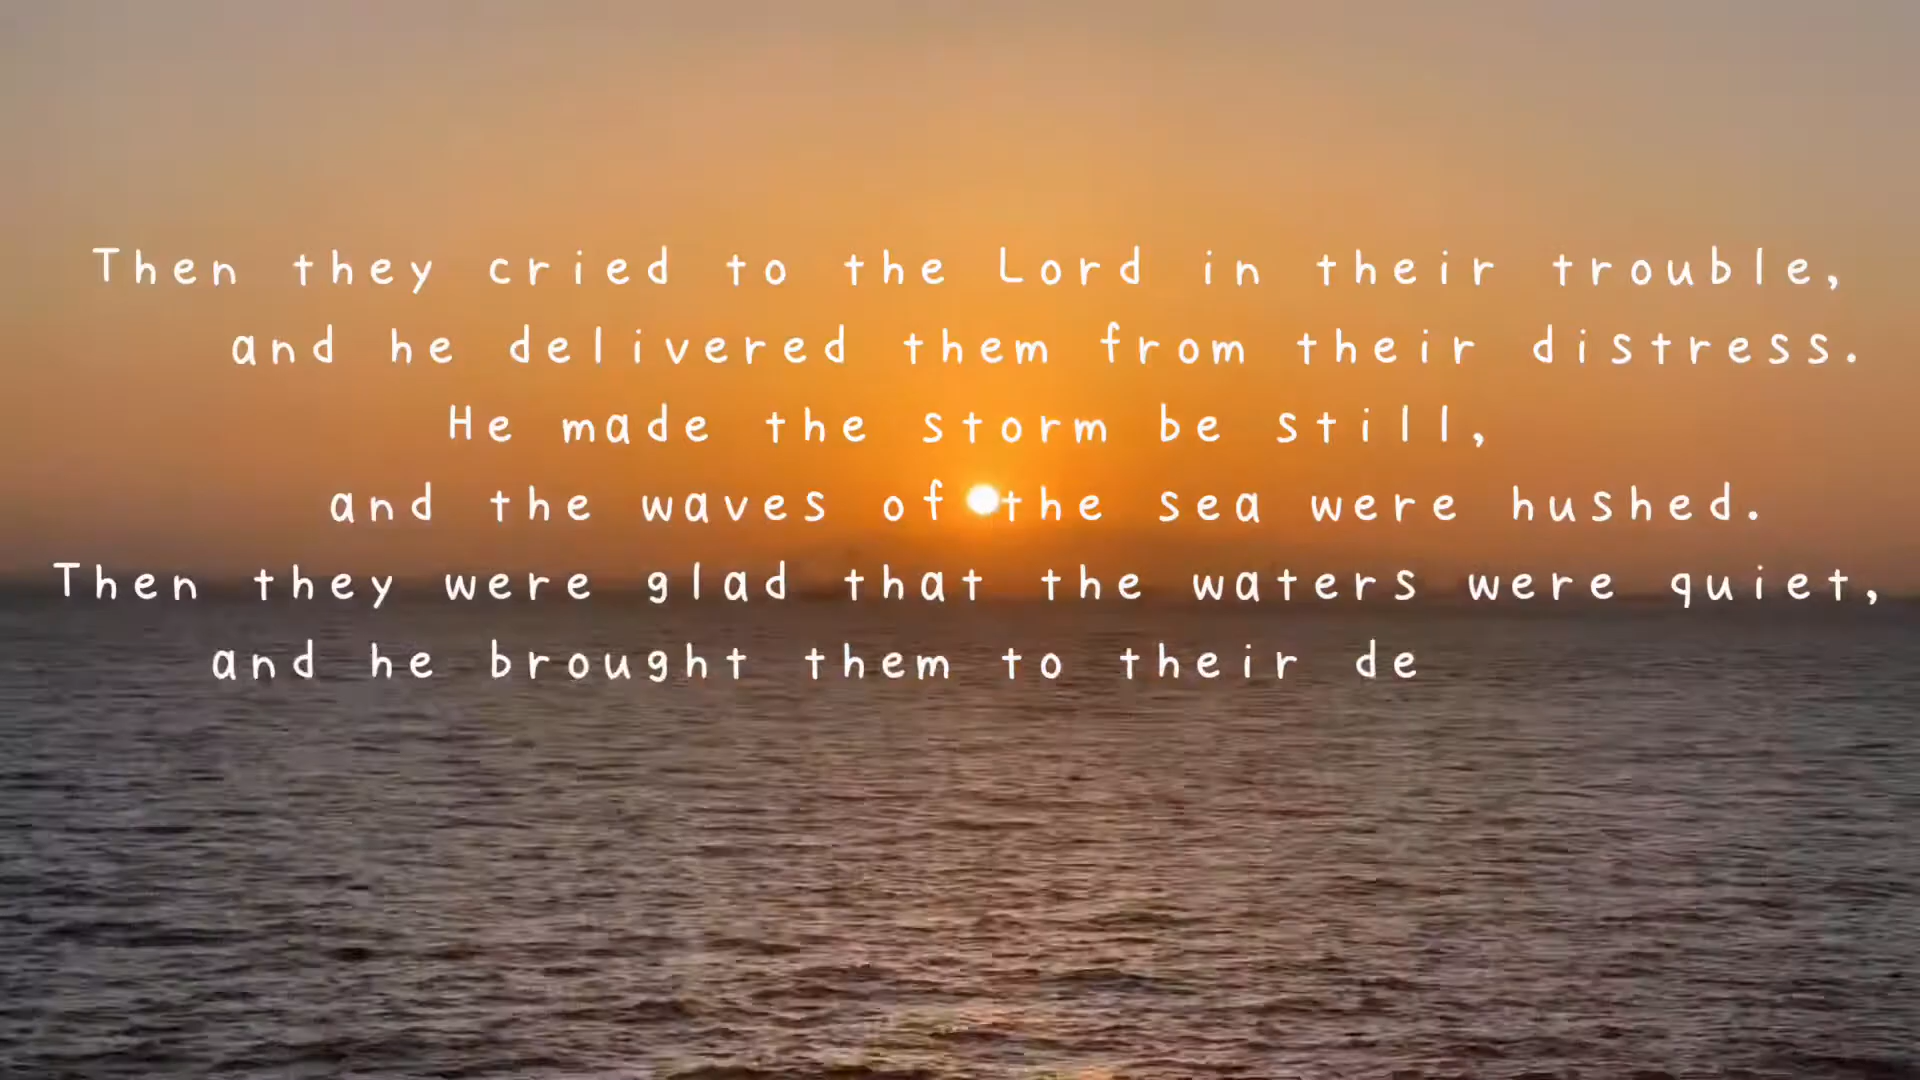 Then they cried to the Lord in their trouble,
and he delivered them from their distress.
He made the storm be still,
and the waves of the sea were hushed.
Then they were glad that the waters were quiet,
and he brought them to their de